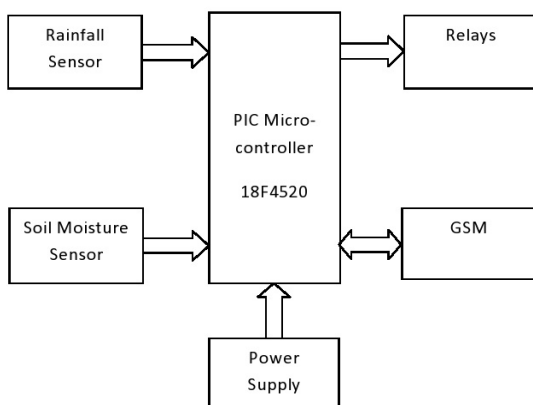 Rainfall
Sensor
PIC Micro-
controller
18F4520
Relays
Soil Moisture
Sensor
GSM
Power
Supply